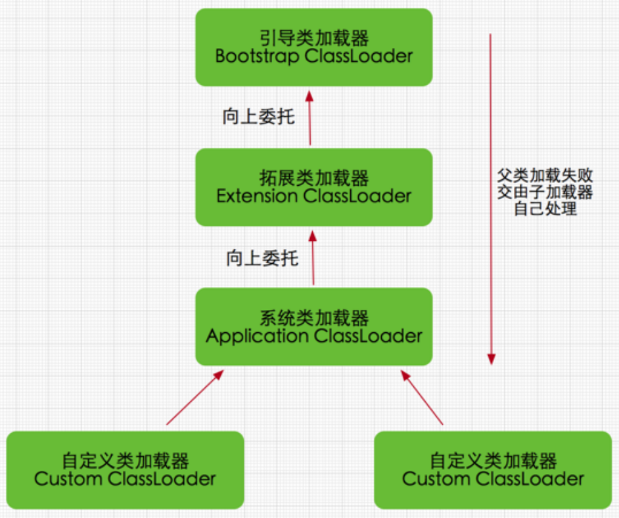 引导类加载器
Bootstrap ClassLoader
向上委托
拓展类加载器
Extension ClassLoader
父类加载失败
交由子加载器
自己处理
向上委托
系统类加载器
Application ClassLoader
自定义类加载器
Custom ClassLoader
自定义类加载器
Custom ClassLoader